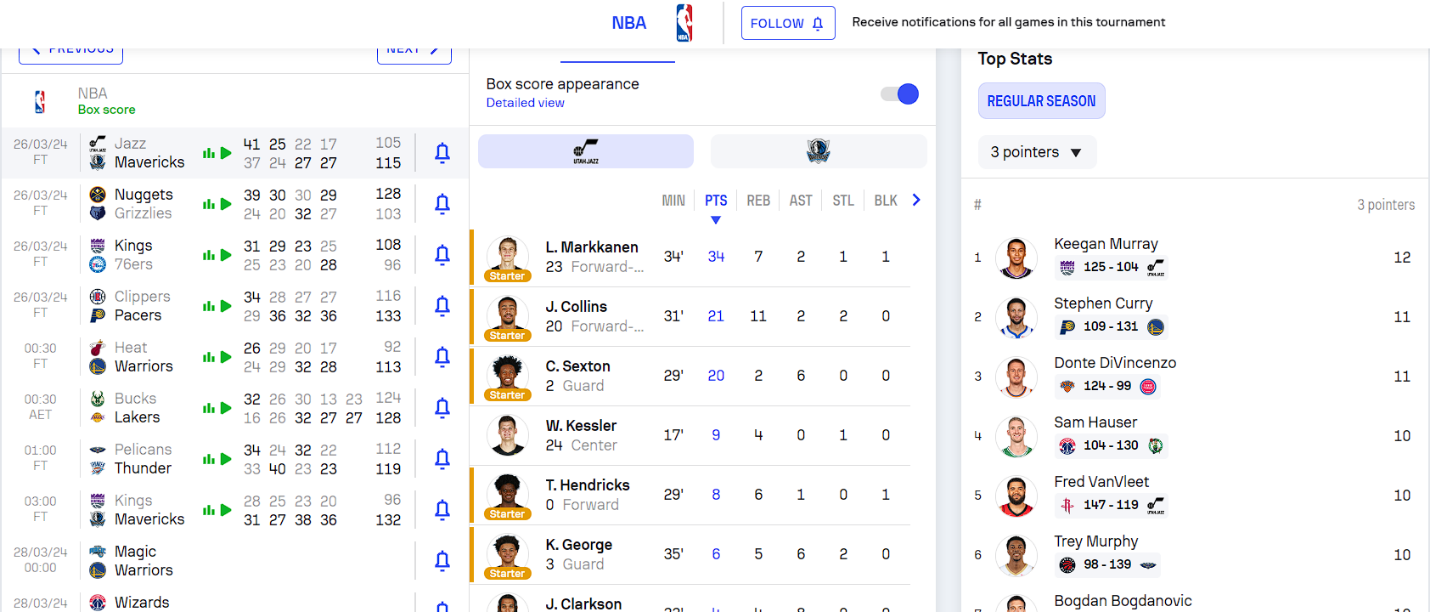 NBA
FOLLOW
Receive notifications for all games in this tournament
PREVIOUS
NEXT
NBA
Box score
26/03/24 FT
Jazz 41 25 22 17 105
Mavericks 37 24 27 27 115
26/03/24 FT
Nuggets 39 30 30 29 128
Grizzlies 24 20 32 27 103
26/03/24 FT
Kings 31 29 23 25 108
76ers 25 23 20 28 96
26/03/24 FT
Clippers 34 28 27 27 116
Pacers 29 36 32 36 133
00:30 FT
Heat 26 29 20 17 92
Warriors 24 29 32 28 113
00:30 AET
Bucks 32 26 30 13 23 124
Lakers 16 26 32 27 27 128
01:00 FT
Pelicans 34 24 32 22 112
Thunder 33 40 23 23 119
03:00 FT
Kings 28 25 23 20 96
Mavericks 31 27 38 36 132
28/03/24 00:00
Magic
Warriors
28/03/24
Wizards
Box score appearance
Detailed view
UTAH JAZZ
MIN PTS REB AST STL BLK
L. Markkanen
23 Forward-... 34' 34 7 2 1 1
Starter
J. Collins
20 Forward-... 31' 21 11 2 2 0
Starter
C. Sexton
2 Guard 29' 20 2 6 0 0
Starter
W. Kessler
24 Center 17' 9 4 0 1 0
T. Hendricks
0 Forward 29' 8 6 1 0 1
Starter
K. George
3 Guard 35' 6 5 6 2 0
Starter
J. Clarkson
Top Stats
REGULAR SEASON
3 pointers
# 3 pointers
1 Keegan Murray 12
125 - 104
2 Stephen Curry 11
109 - 131
3 Donte DiVincenzo 11
124 - 99
4 Sam Hauser 10
104 - 130
5 Fred VanVleet 10
147 - 119
6 Trey Murphy 10
98 - 139
Bogdan Bogdanovic